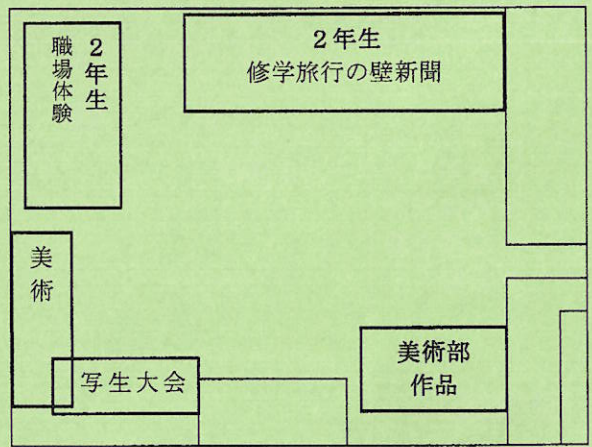 2年生
職場体験
2年生
修学旅行の壁新聞
美術
写生大会
美術部
作品